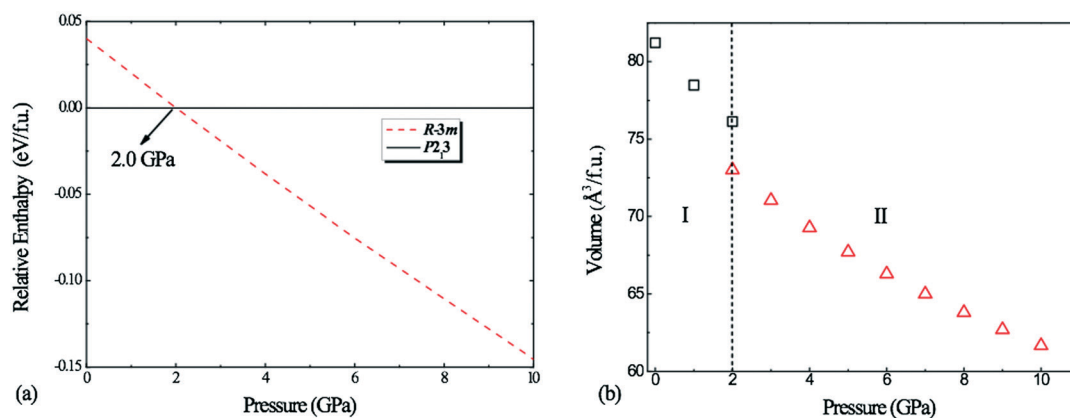 0.05
0.00
-0.05
-0.10
-0.15
Relative Enthalpy (eV/f.u.)
2.0 GPa
R-3m
P2₁3
0 2 4 6 8 10
Pressure (GPa)
(a)
80
75
70
65
60
Volume (Å³/f.u.)
I
II
0 2 4 6 8 10
Pressure (GPa)
(b)